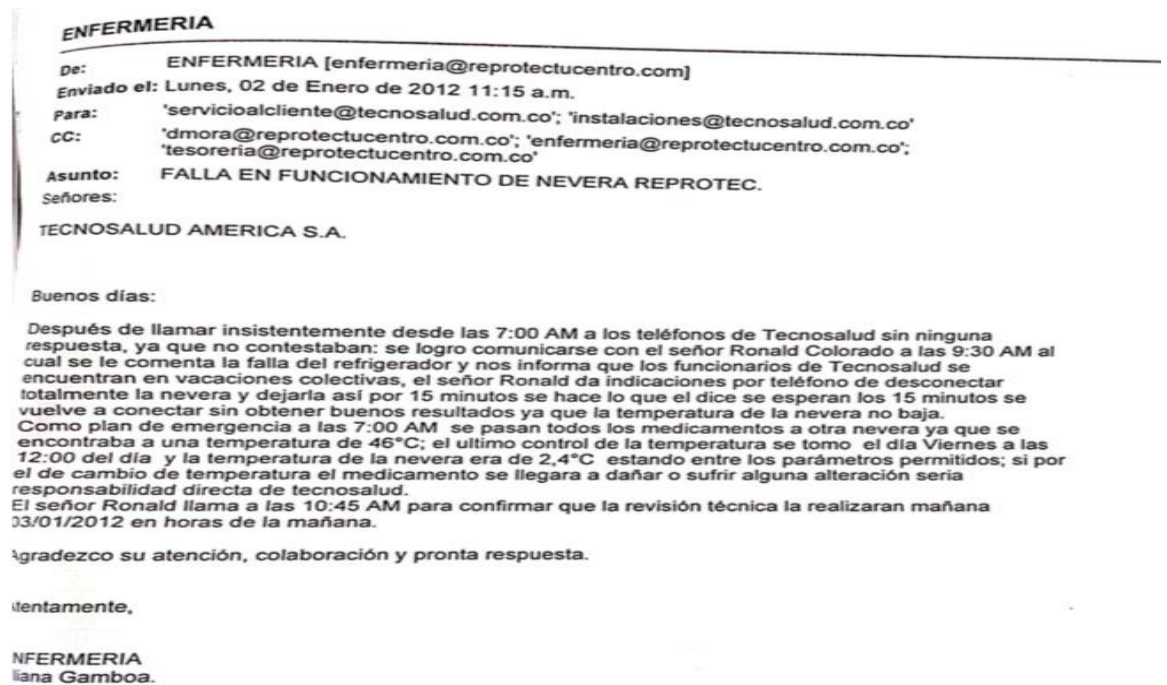 ENFERMERIA
De: ENFERMERIA [enfermeria@reprotectucentro.com]
Enviado el: Lunes, 02 de Enero de 2012 11:15 a.m.
Para: 'servicioalcliente@tecnosalud.com.co'; 'instalaciones@tecnosalud.com.co'
CC: 'dmora@reprotectucentro.com.co'; 'enfermeria@reprotectucentro.com.co';
'tesoreria@reprotectucentro.com.co'
Asunto: FALLA EN FUNCIONAMIENTO DE NEVERA REPROTEC.
Señores:
TECNOSALUD AMERICA S.A.
Buenos días:
Después de llamar insistentemente desde las 7:00 AM a los teléfonos de Tecnosalud sin ninguna
respuesta, ya que no contestaban: se logro comunicarse con el señor Ronald Colorado a las 9:30 AM al
cual se le comenta la falla del refrigerador y nos informa que los funcionarios de Tecnosalud se
encuentran en vacaciones colectivas, el señor Ronald da indicaciones por teléfono de desconectar
totalmente la nevera y dejarla así por 15 minutos se hace lo que el dice se esperan los 15 minutos se
vuelve a conectar sin obtener buenos resultados ya que la temperatura de la nevera no baja.
Como plan de emergencia a las 7:00 AM se pasan todos los medicamentos a otra nevera ya que se
encontraba a una temperatura de 46°C; el ultimo control de la temperatura se tomo el día Viernes a las
12:00 del día y la temperatura de la nevera era de 2,4°C estando entre los parámetros permitidos; si por
el de cambio de temperatura el medicamento se llegara a dañar o sufrir alguna alteración seria
responsabilidad directa de tecnosalud.
El señor Ronald llama a las 10:45 AM para confirmar que la revisión técnica la realizaran mañana
03/01/2012 en horas de la mañana.
Agradezco su atención, colaboración y pronta respuesta.
tentamente,
NFERMERIA
liana Gamboa.